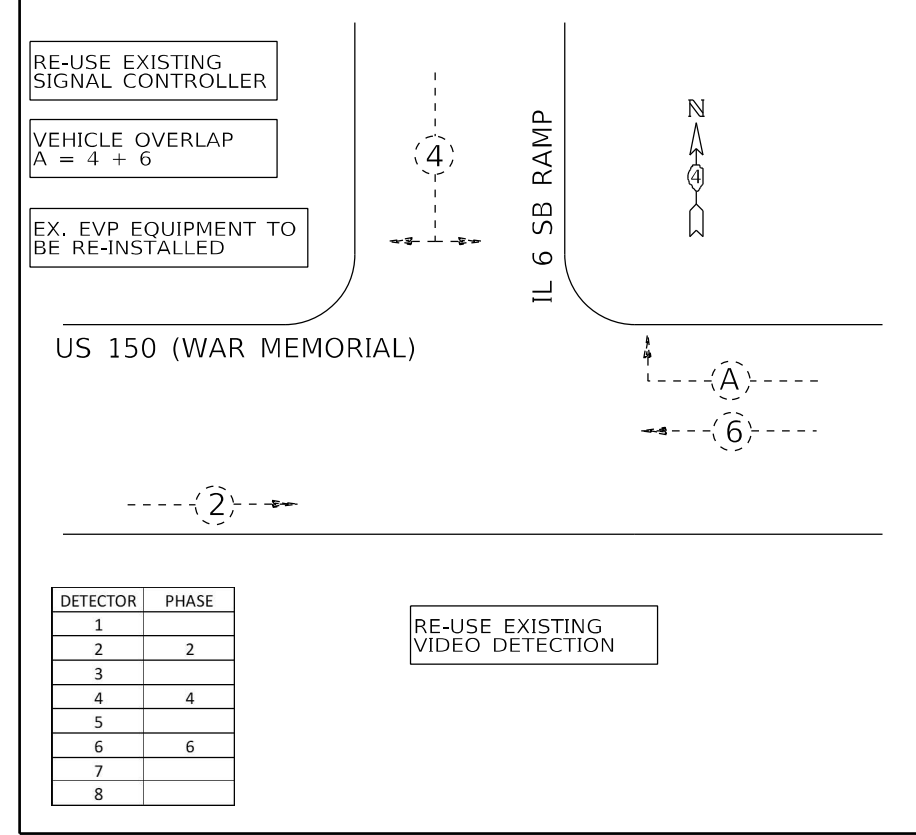 RE-USE EXISTING
SIGNAL CONTROLLER
VEHICLE OVERLAP
A = 4 + 6
EX. EVP EQUIPMENT TO
BE RE-INSTALLED
4
IL 6 SB RAMP
N
4
US 150 (WAR MEMORIAL)
A
6
2
DETECTOR PHASE
1
2 2
3
4 4
5
6 6
7
8
RE-USE EXISTING
VIDEO DETECTION